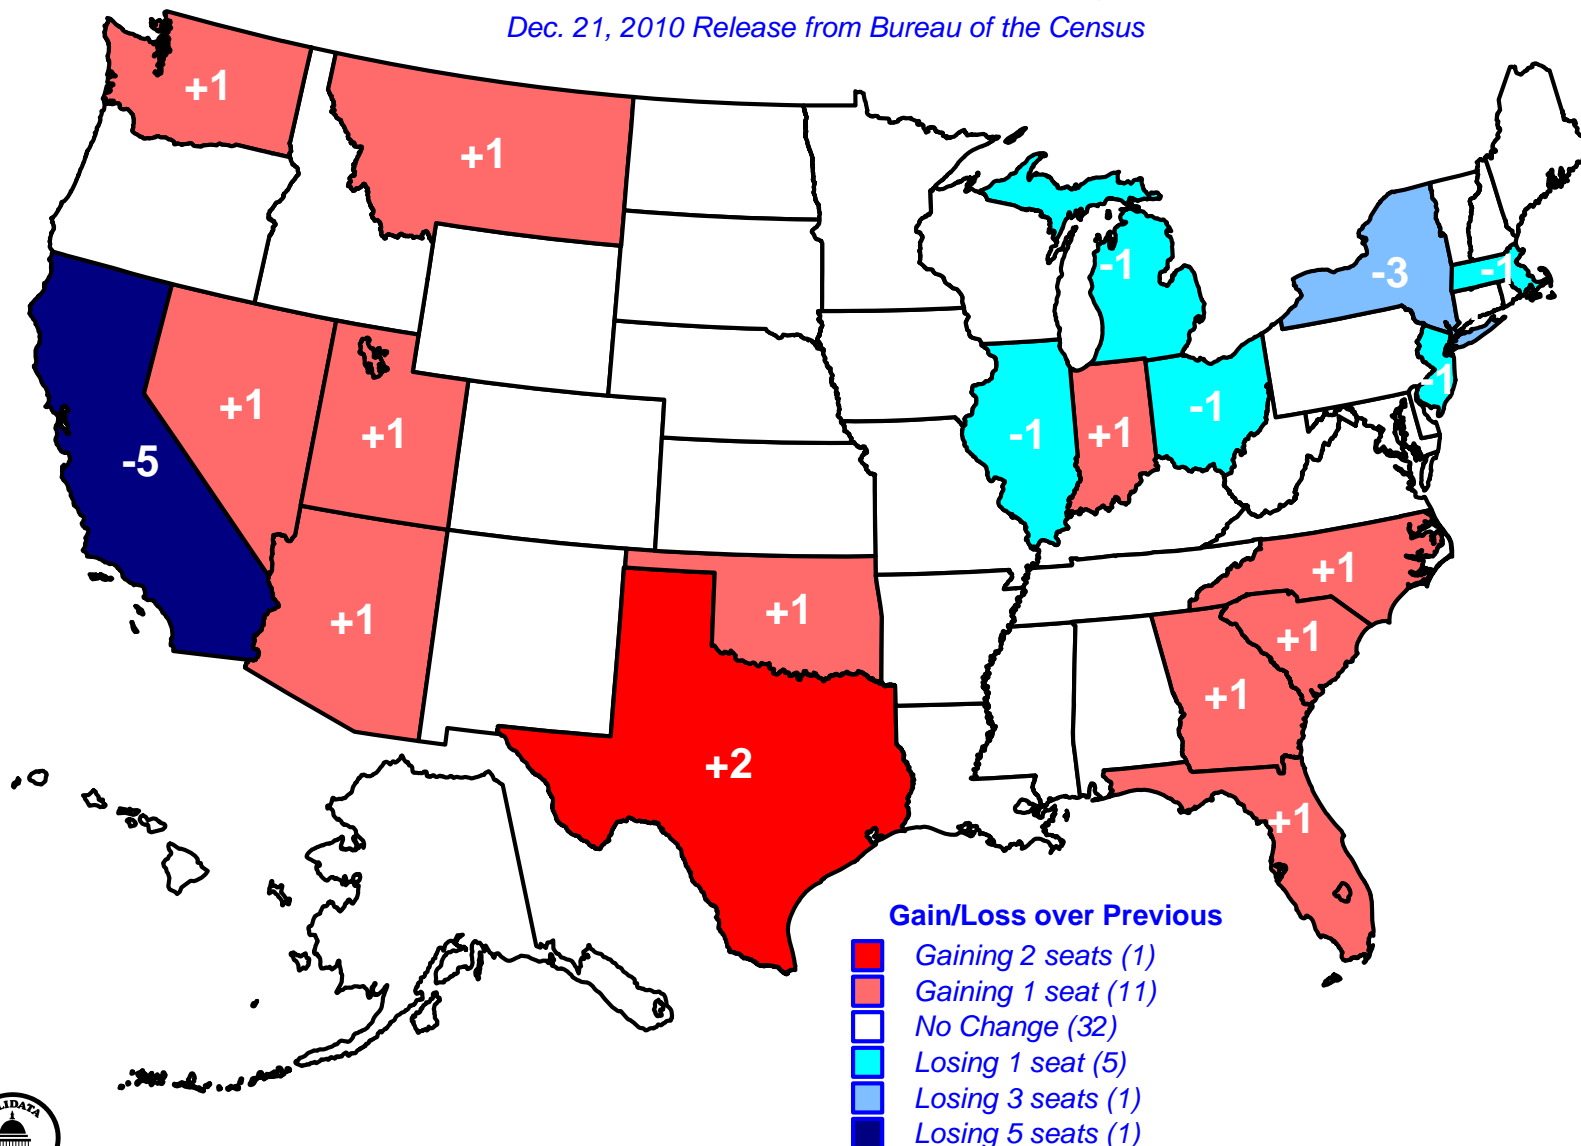 Dec. 21, 2010 Release from Bureau of the Census
+1
+1
-1
-3
-1
+1
+1
-5
-1
+1
-1
-1
+1
+1
+1
+1
+1
+2
+1
Gain/Loss over Previous
Gaining 2 seats (1)
Gaining 1 seat (11)
No Change (32)
Losing 1 seat (5)
Losing 3 seats (1)
Losing 5 seats (1)
LIDATA